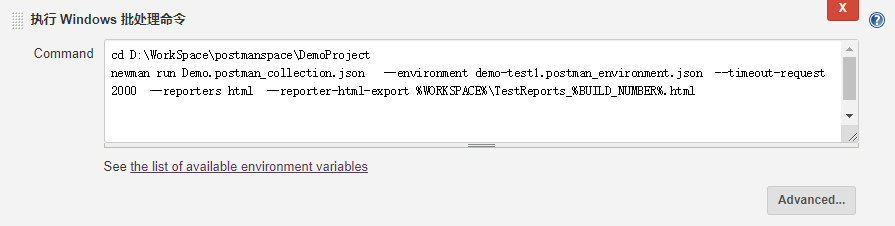 执行 Windows 批处理命令
X
?
Command
cd D:\WorkSpace\postmanspace\DemoProject
newman run Demo.postman_collection.json —environment demo-test1.postman_environment.json --timeout-request
2000 —reporters html —reporter-html-export %WORKSPACE%\TestReports_%BUILD_NUMBER%.html
See the list of available environment variables
Advanced...